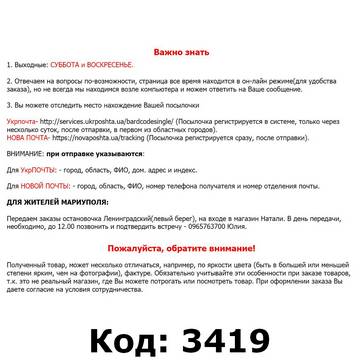 Важно знать
1. Выходные: СУББОТА и ВОСКРЕСЕНЬЕ.
2. Отвечаем на вопросы по-возможности, страница все время находится в он-лайн режиме(для удобства
заказа), но не всегда мы находимся возле компьютера и можем ответить на Ваше сообщение.
3. Вы можете отследить место нахождение Вашей посылочки
Укрпочта- http://services.ukrposhta.ua/bardcodesingle/ (Посылочка регистрируется в системе, только через
несколько суток, после отправки, в первом из областных городов).
НОВА ПОЧТА- https://novaposhta.ua/tracking (Посылочка регистрируется сразу, после отправки).
ВНИМАНИЕ: при отправке указываются:
Для УкрПОЧТЫ: - город, область, ФИО, дом. адрес и индекс.
Для НОВОЙ ПОЧТЫ: - город, область, ФИО, номер телефона получателя и номер отделения почты.
ДЛЯ ЖИТЕЛЕЙ МАРИУПОЛЯ:
Передаем заказы остановочка Ленинградский(левый берег), на входе в магазин Натали. В день передачи,
необходимо, до 12.00 позвонить и подтвердить встречу - 0965763700 Юлия.
Пожалуйста, обратите внимание!
Полученный товар, может несколько отличаться, например, по яркости цвета (быть в большей или меньшей
степени ярким, чем на фотографии), фактуре. Обязательно учитывайте эти особенности при заказе товаров,
т.к. это не реальный магазин, где Вы можете потрогать или посмотреть товар. При оформлении заказа Вы
даете согласие на условия сотрудничества.
Код: 3419